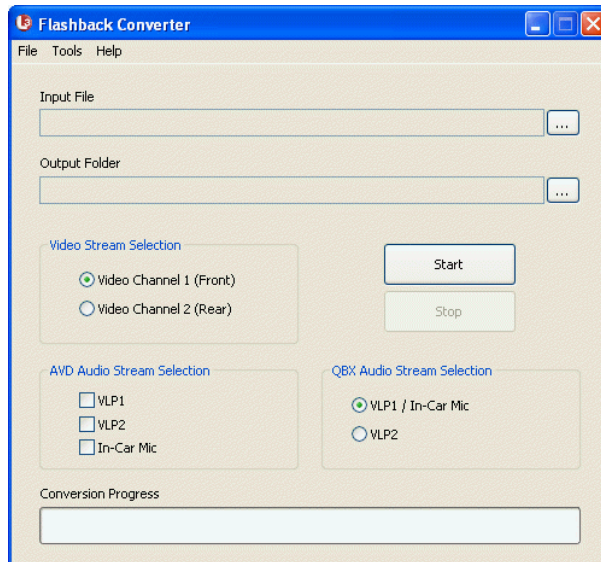 Flashback Converter
File Tools Help
Input File
...
Output Folder
...
Video Stream Selection
Video Channel 1 (Front)
Video Channel 2 (Rear)
Start
Stop
AVD Audio Stream Selection
VLP1
VLP2
In-Car Mic
QBX Audio Stream Selection
VLP1 / In-Car Mic
VLP2
Conversion Progress